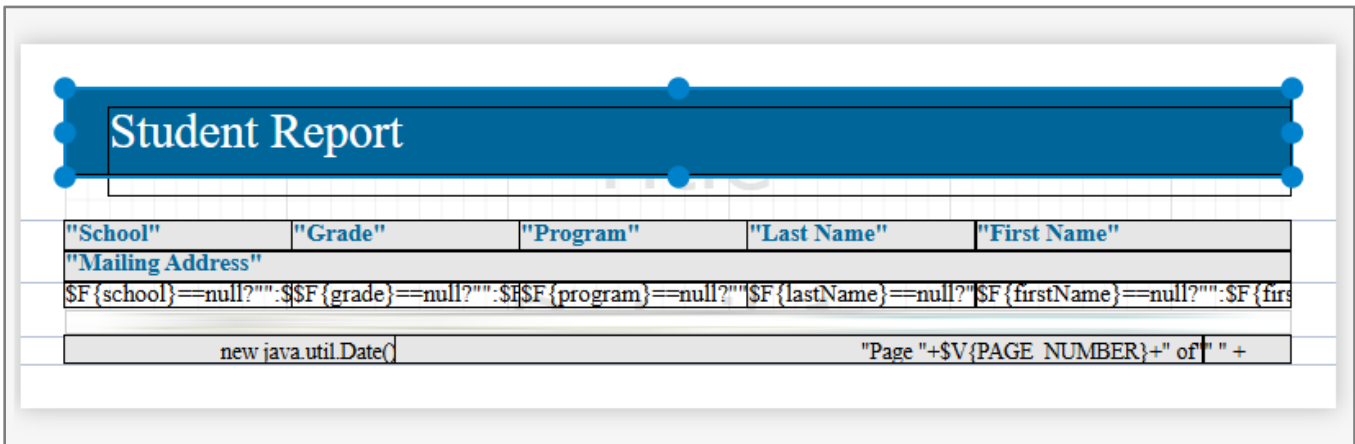 Student Report
Title
"School" "Grade" "Program" "Last Name" "First Name"
"Mailing Address"
$F{school}==null?"":$ $F{grade}==null?"":$F $F{program}==null?"" $F{lastName}==null?" $F{firstName}==null?"":$F{firs
new java.util.Date() "Page "+$V{PAGE_NUMBER}+" of" " " +